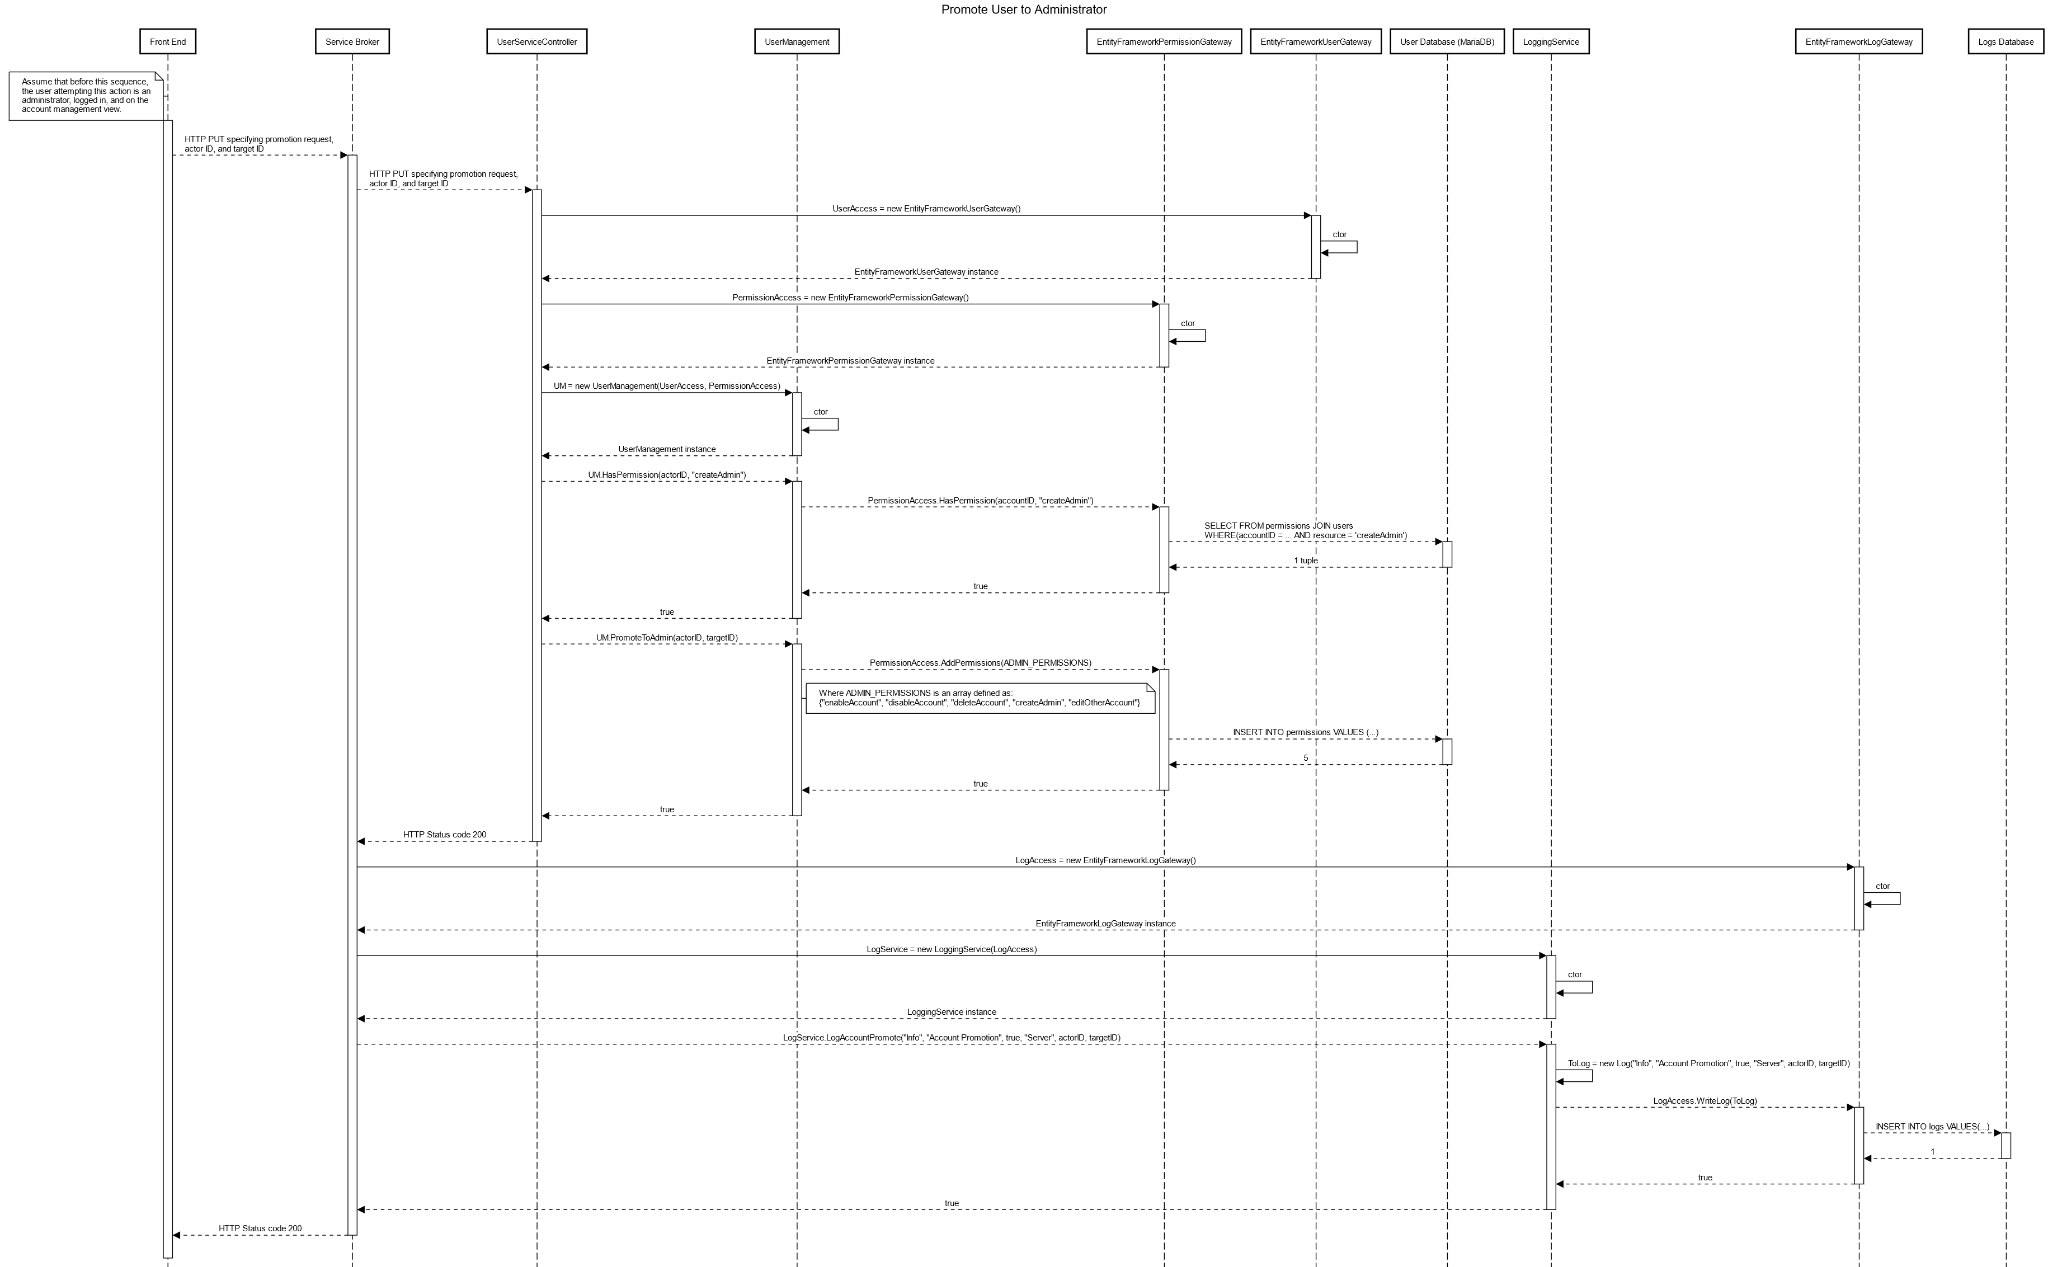 Promote User to Administrator
Front End
Service Broker
UserServiceController
UserManagement
EntityFrameworkPermissionGateway
EntityFrameworkUserGateway
User Database (MariaDB)
LoggingService
EntityFrameworkLogGateway
Logs Database
Assume that before this sequence,
the user attempting this action is an
administrator, logged in, and on the
account management view.
HTTP PUT specifying promotion request,
actor ID, and target ID
HTTP PUT specifying promotion request,
actor ID, and target ID
UserAccess = new EntityFrameworkUserGateway()
ctor
EntityFrameworkUserGateway instance
PermissionAccess = new EntityFrameworkPermissionGateway()
ctor
EntityFrameworkPermissionGateway instance
UM = new UserManagement(UserAccess, PermissionAccess)
ctor
UserManagement instance
UM.HasPermission(actorID, "createAdmin")
PermissionAccess.HasPermission(accountID, "createAdmin")
SELECT FROM permissions JOIN users
WHERE(accountID = ... AND resource = 'createAdmin')
1 tuple
true
true
UM.PromoteToAdmin(actorID, targetID)
PermissionAccess.AddPermissions(ADMIN_PERMISSIONS)
Where ADMIN_PERMISSIONS is an array defined as:
{"enableAccount", "disableAccount", "deleteAccount", "createAdmin", "editOtherAccount"}
INSERT INTO permissions VALUES (...)
5
true
true
HTTP Status code 200
LogAccess = new EntityFrameworkLogGateway()
ctor
EntityFrameworkLogGateway instance
LogService = new LoggingService(LogAccess)
ctor
LoggingService instance
LogService.LogAccountPromote("Info", "Account Promotion", true, "Server", actorID, targetID)
ToLog = new Log("Info", "Account Promotion", true, "Server", actorID, targetID)
LogAccess.WriteLog(ToLog)
INSERT INTO logs VALUES(...)
1
true
true
HTTP Status code 200